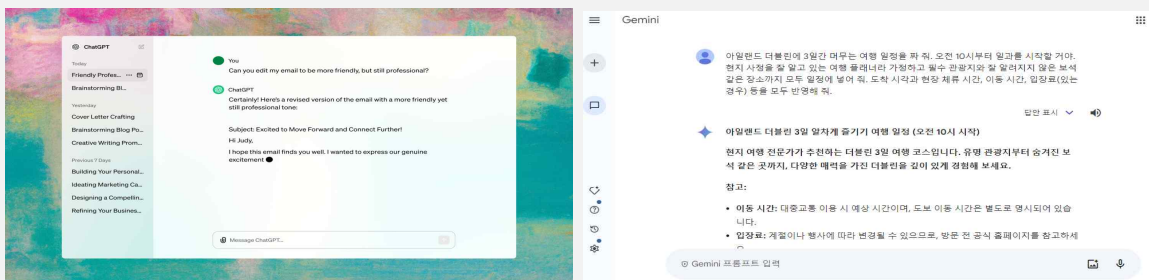 ChatGPT
Today
Friendly Profes...
Brainstorming Bl...
Yesterday
Cover Letter Crafting
Brainstorming Blog Po...
Creative Writing Prom...
Previous 7 Days
Building Your Personal...
Ideating Marketing Ca...
Designing a Compellin...
Refining Your Busines...
You
Can you edit my email to be more friendly, but still professional?
ChatGPT
Certainly! Here's a revised version of the email with a more friendly yet
still professional tone:
Subject: Excited to Move Forward and Connect Further!
Hi Judy,
I hope this email finds you well. I wanted to express our genuine
excitement
Message ChatGPT...
Gemini
아일랜드 더블린에 3일간 머무는 여행 일정을 짜 줘. 오전 10시부터 일과를 시작할 거야.
현지 사정을 잘 알고 있는 여행 플래너라 가정하고 필수 관광지와 잘 알려지지 않은 보석
같은 장소까지 모두 일정에 넣어 줘. 도착 시각과 현장 체류 시간, 이동 시간, 입장료(있는
경우) 등을 모두 반영해 줘.
답안 표시
아일랜드 더블린 3일 알차게 즐기기 여행 일정 (오전 10시 시작)
현지 여행 전문가가 추천하는 더블린 3일 여행 코스입니다. 유명 관광지부터 숨겨진 보
석 같은 곳까지, 다양한 매력을 가진 더블린을 깊이 있게 경험해 보세요.
참고:
• 이동 시간: 대중교통 이용 시 예상 시간이며, 도보 이동 시간은 별도로 명시되어 있습
니다.
• 입장료: 계절이나 행사에 따라 변경될 수 있으므로, 방문 전 공식 홈페이지를 참고하세
Gemini 프롬프트 입력